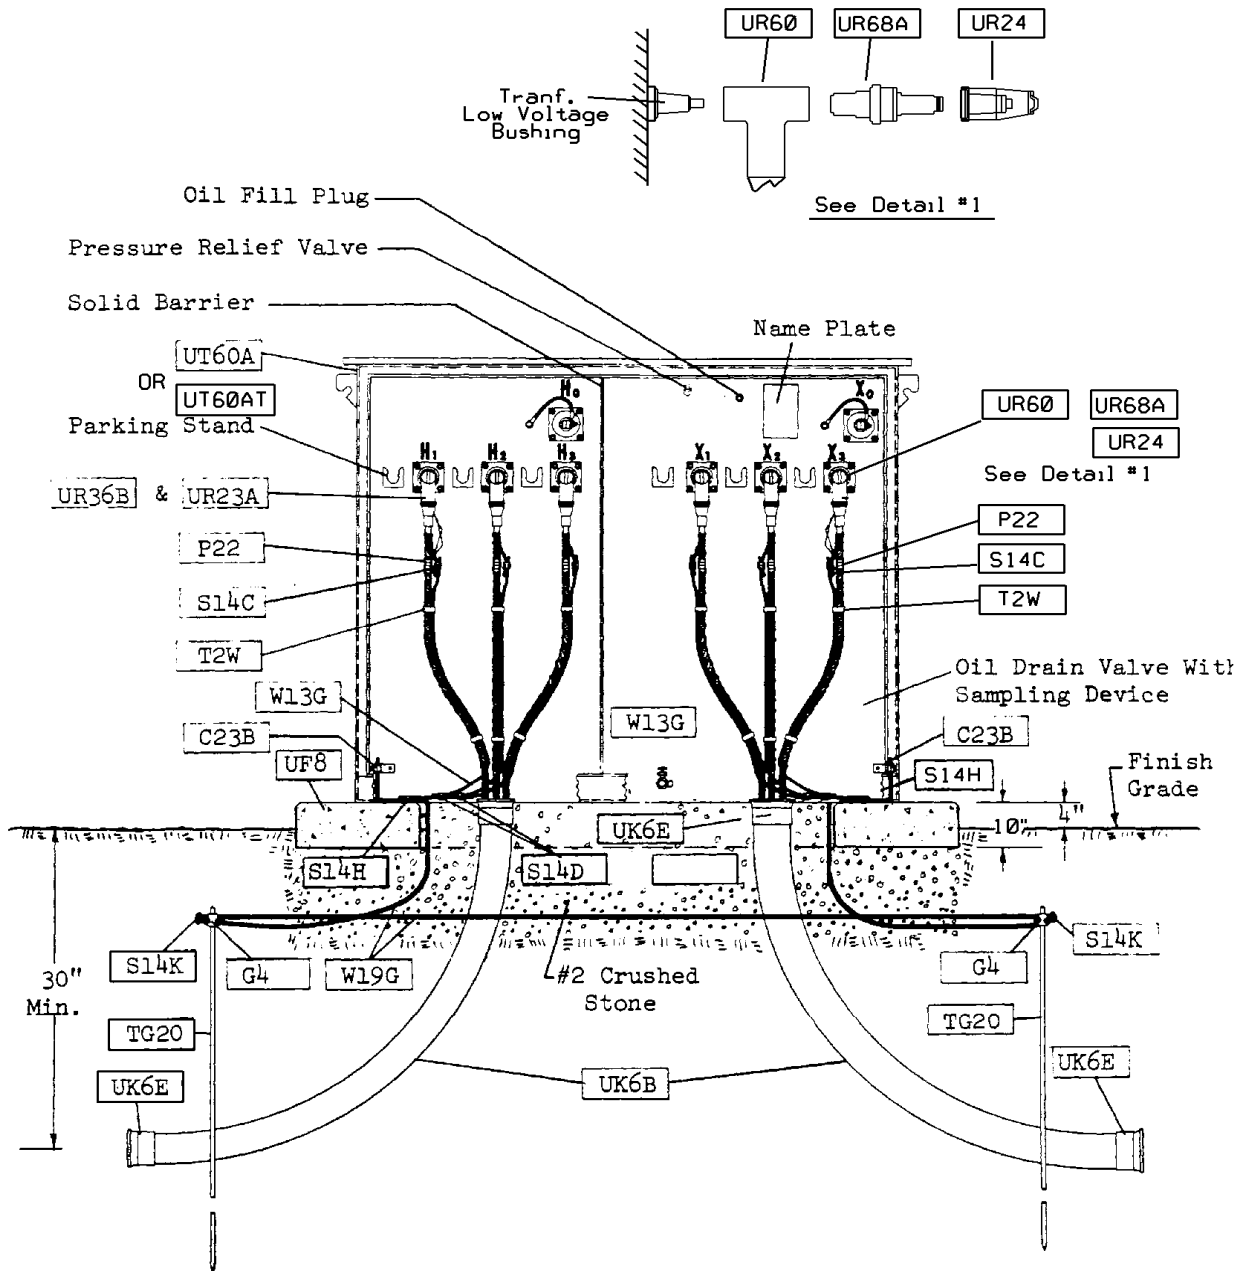 UR60 UR68A UR24
Tranf.
Low Voltage
Bushing
See Detail #1
Oil Fill Plug
Pressure Relief Valve
Solid Barrier
Name Plate
UT60A
OR
UT60AT
Parking Stand
H0
X0
H1 H2 H3
X1 X2 X3
UR60 UR68A
UR24
See Detail #1
UR36B & UR23A
P22
S14C
T2W
P22
S14C
T2W
W13G
W13G
Oil Drain Valve With
Sampling Device
C23B
C23B
UF8
S14H
Finish
Grade
4"
10"
UK6E
S14H
S14D
S14K
G4
W19G
#2 Crushed
Stone
G4
S14K
30"
Min.
TG20
TG20
UK6E
UK6B
UK6E